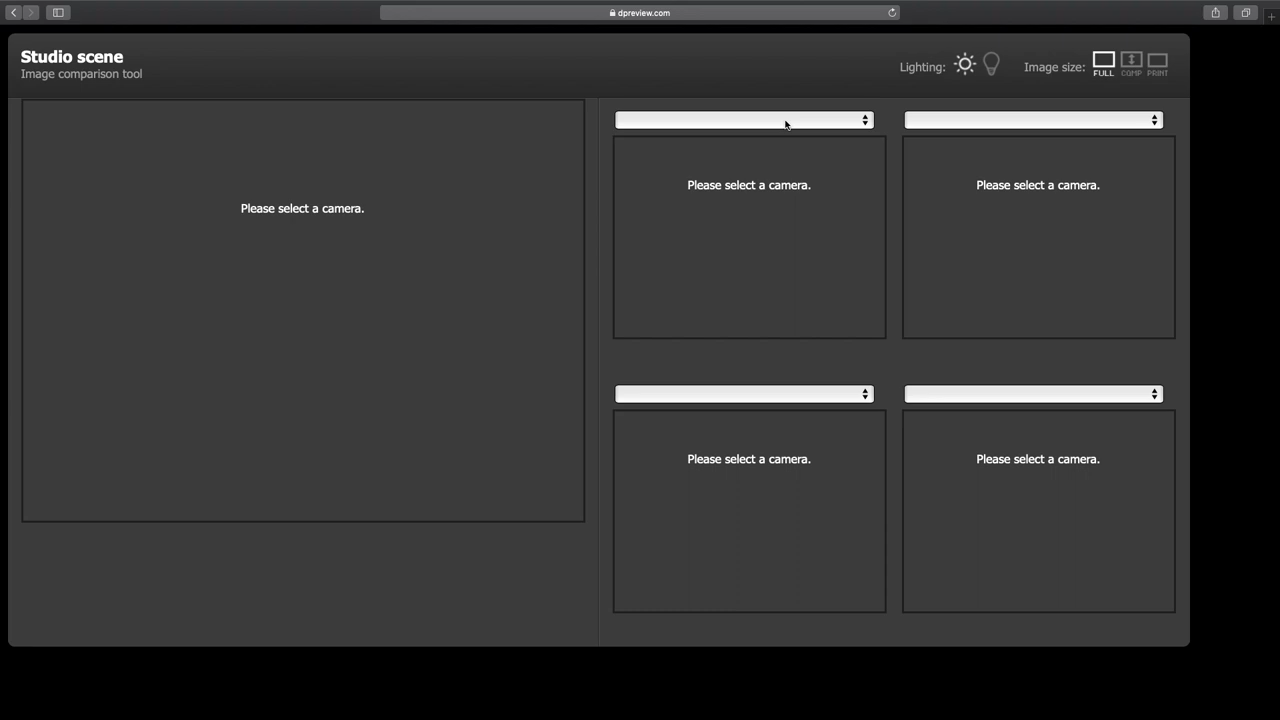 dpreview.com
Studio scene
Image comparison tool
Lighting:
Image size:
FULL COMP PRINT
Please select a camera.
Please select a camera.
Please select a camera.
Please select a camera.
Please select a camera.